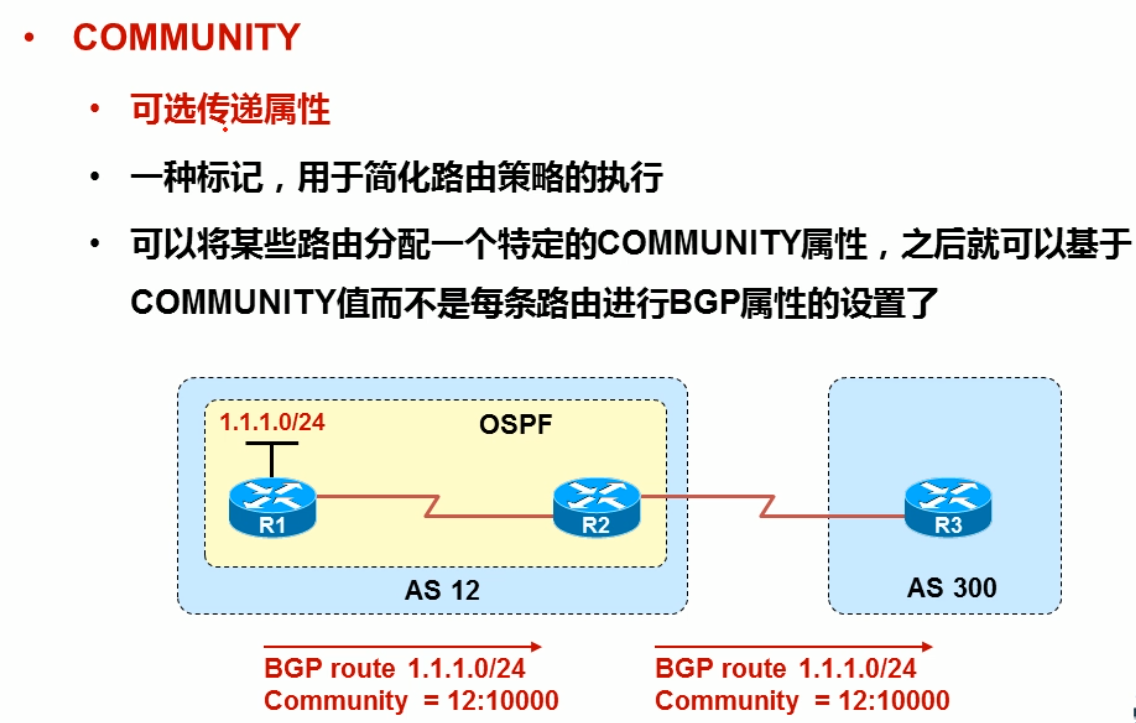 • COMMUNITY
• 可选传递属性
• 一种标记，用于简化路由策略的执行
• 可以将某些路由分配一个特定的COMMUNITY属性，之后就可以基于
COMMUNITY值而不是每条路由进行BGP属性的设置了
1.1.1.0/24
OSPF
R1
R2
R3
AS 12
AS 300
BGP route 1.1.1.0/24
Community = 12:10000
BGP route 1.1.1.0/24
Community = 12:10000